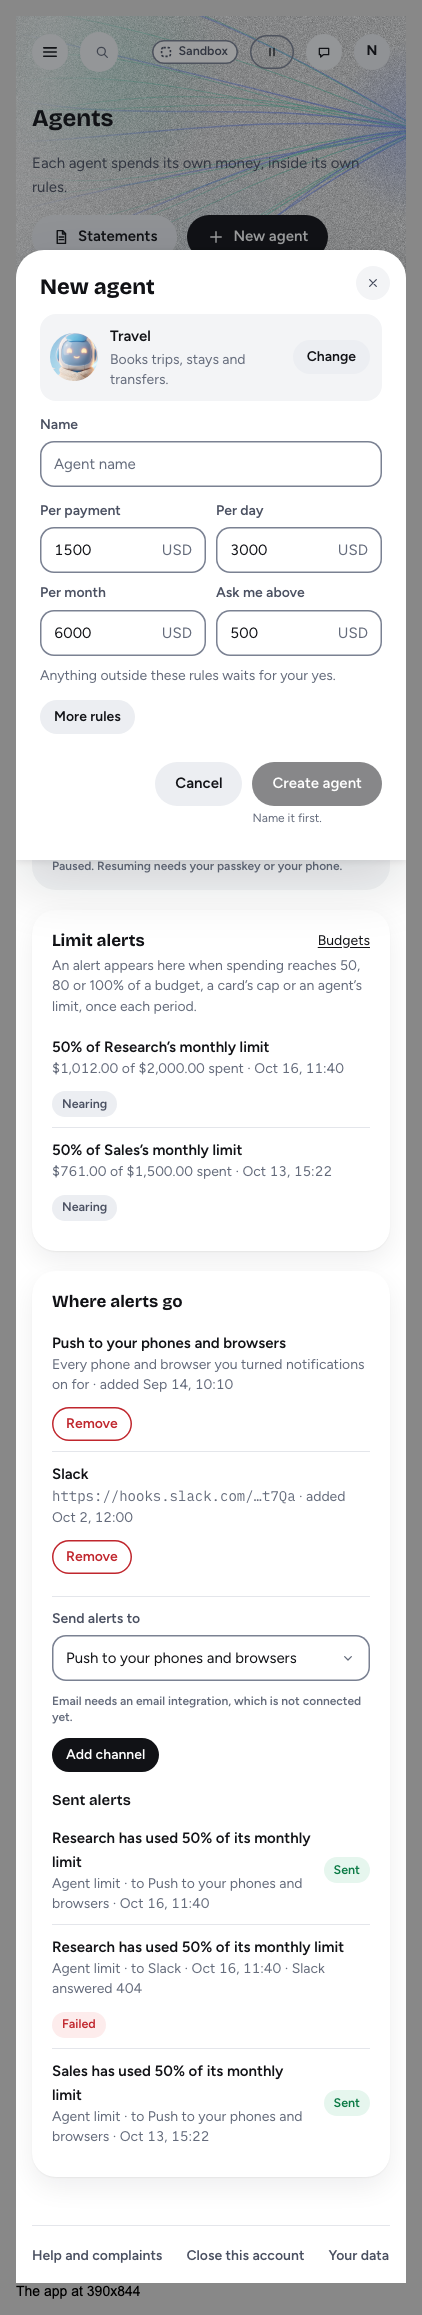 Sandbox
N
Agents
Each agent spends its own money, inside its own
rules.
Statements
New agent
New agent
Travel
Books trips, stays and
transfers.
Change
Name
Agent name
Per payment
Per day
1500 USD
3000 USD
Per month
Ask me above
6000 USD
500 USD
Anything outside these rules waits for your yes.
More rules
Cancel
Create agent
Name it first.
Paused. Resuming needs your passkey or your phone.
Limit alerts
Budgets
An alert appears here when spending reaches 50,
80 or 100% of a budget, a card's cap or an agent's
limit, once each period.
50% of Research's monthly limit
$1,012.00 of $2,000.00 spent · Oct 16, 11:40
Nearing
50% of Sales's monthly limit
$761.00 of $1,500.00 spent · Oct 13, 15:22
Nearing
Where alerts go
Push to your phones and browsers
Every phone and browser you turned notifications
on for · added Sep 14, 10:10
Remove
Slack
https://hooks.slack.com/…t7Qa · added
Oct 2, 12:00
Remove
Send alerts to
Push to your phones and browsers
Email needs an email integration, which is not connected
yet.
Add channel
Sent alerts
Research has used 50% of its monthly
limit
Agent limit · to Push to your phones and
browsers · Oct 16, 11:40
Sent
Research has used 50% of its monthly limit
Agent limit · to Slack · Oct 16, 11:40 · Slack
answered 404
Failed
Sales has used 50% of its monthly
limit
Agent limit · to Push to your phones and
browsers · Oct 13, 15:22
Sent
Help and complaints
Close this account
Your data
The app at 390x844